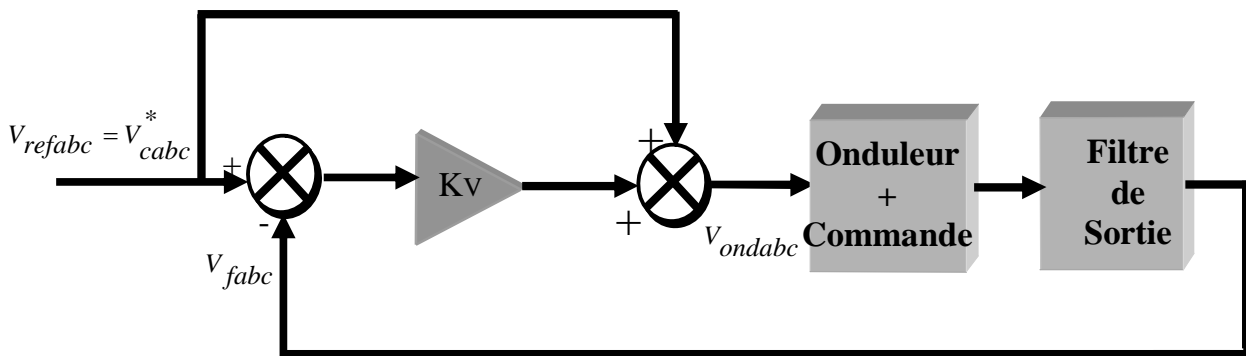 V_refabc = V*_cabc
+
-
V_fabc
Kv
+
+
V_ondabc
Onduleur
+
Commande
Filtre
de
Sortie